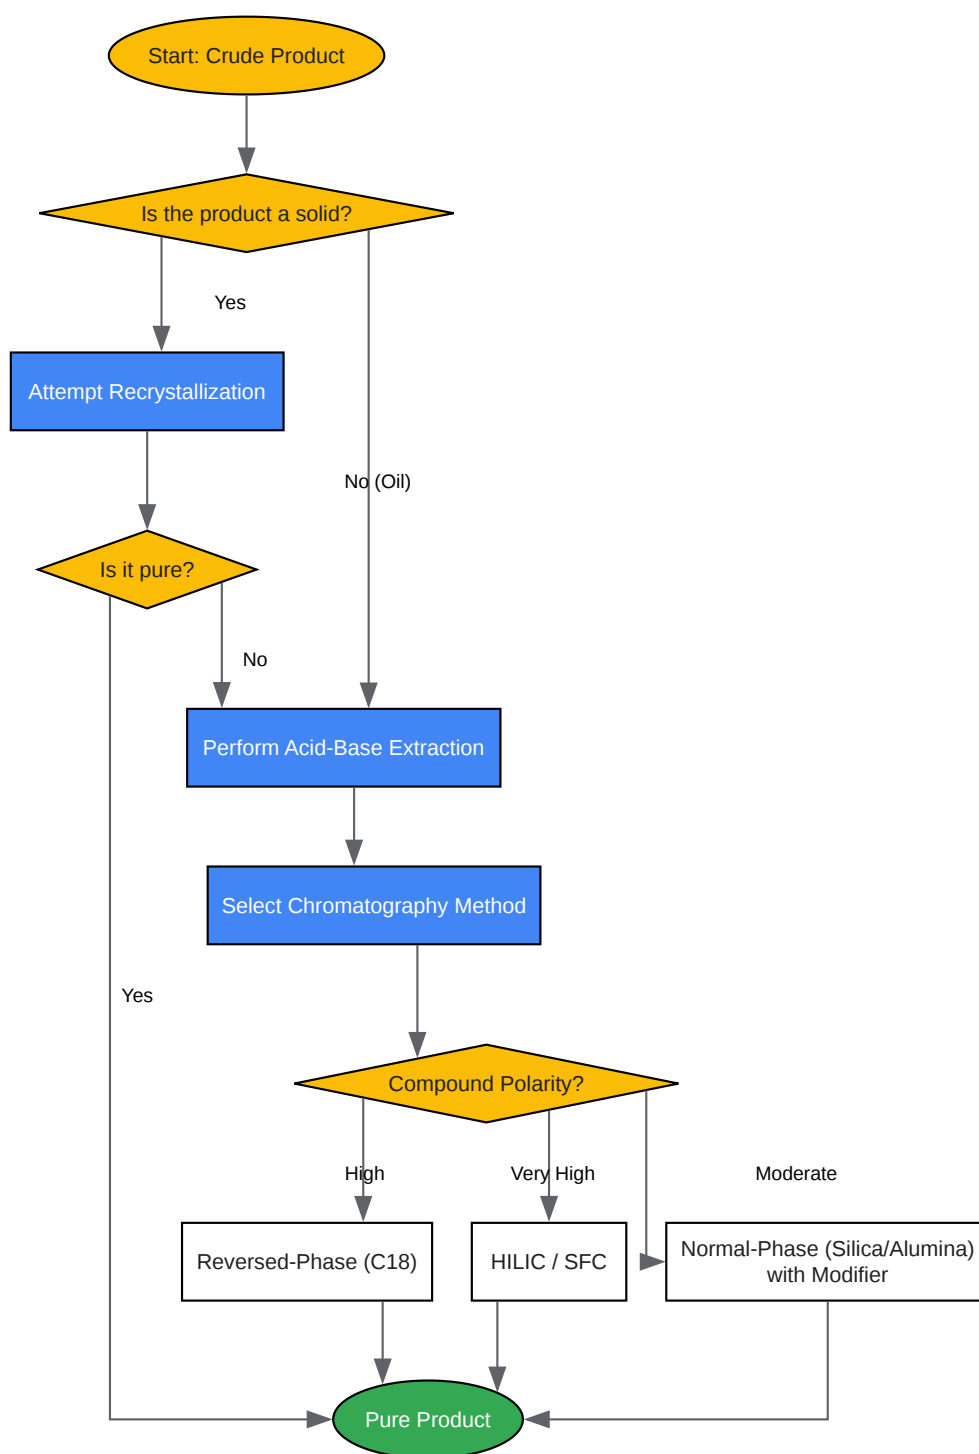 Start: Crude Product
Is the product a solid?
Yes
Attempt Recrystallization
No (Oil)
Is it pure?
No
Perform Acid-Base Extraction
Select Chromatography Method
Yes
Compound Polarity?
High
Very High
Moderate
Reversed-Phase (C18)
HILIC / SFC
Normal-Phase (Silica/Alumina)
with Modifier
Pure Product